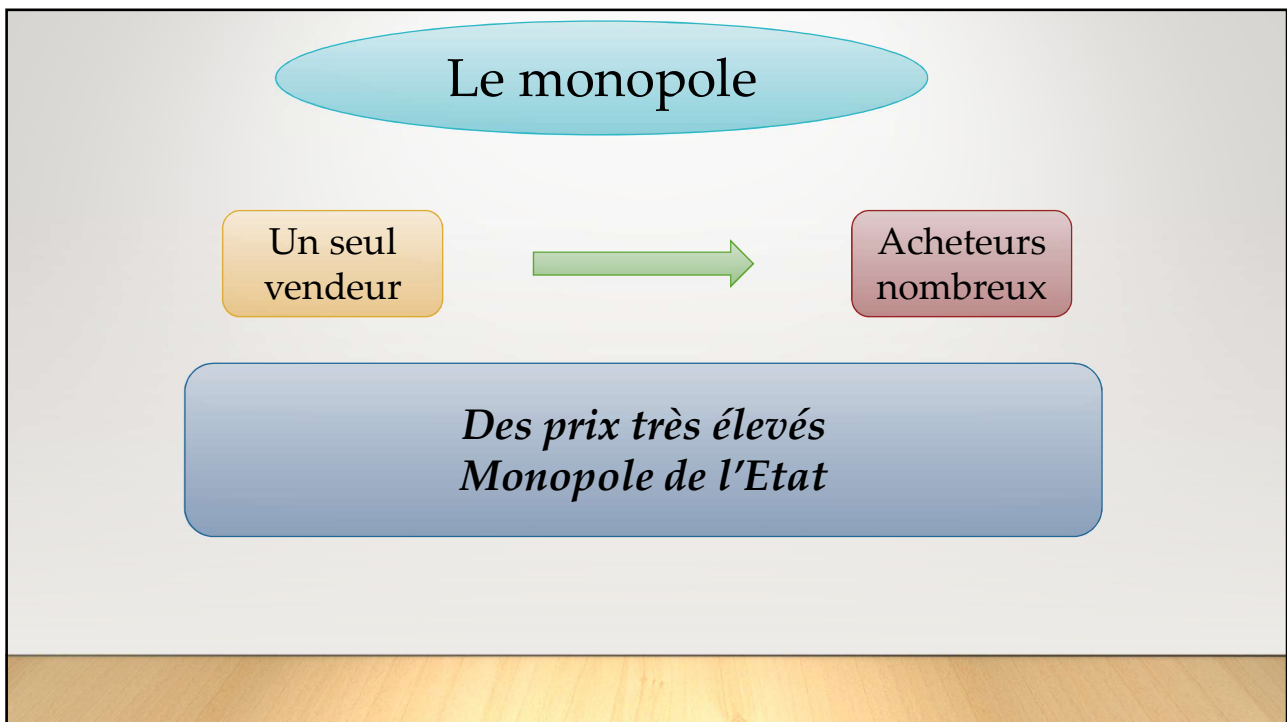 Le monopole
Un seul
vendeur
Acheteurs
nombreux
Des prix très élevés
Monopole de l'Etat